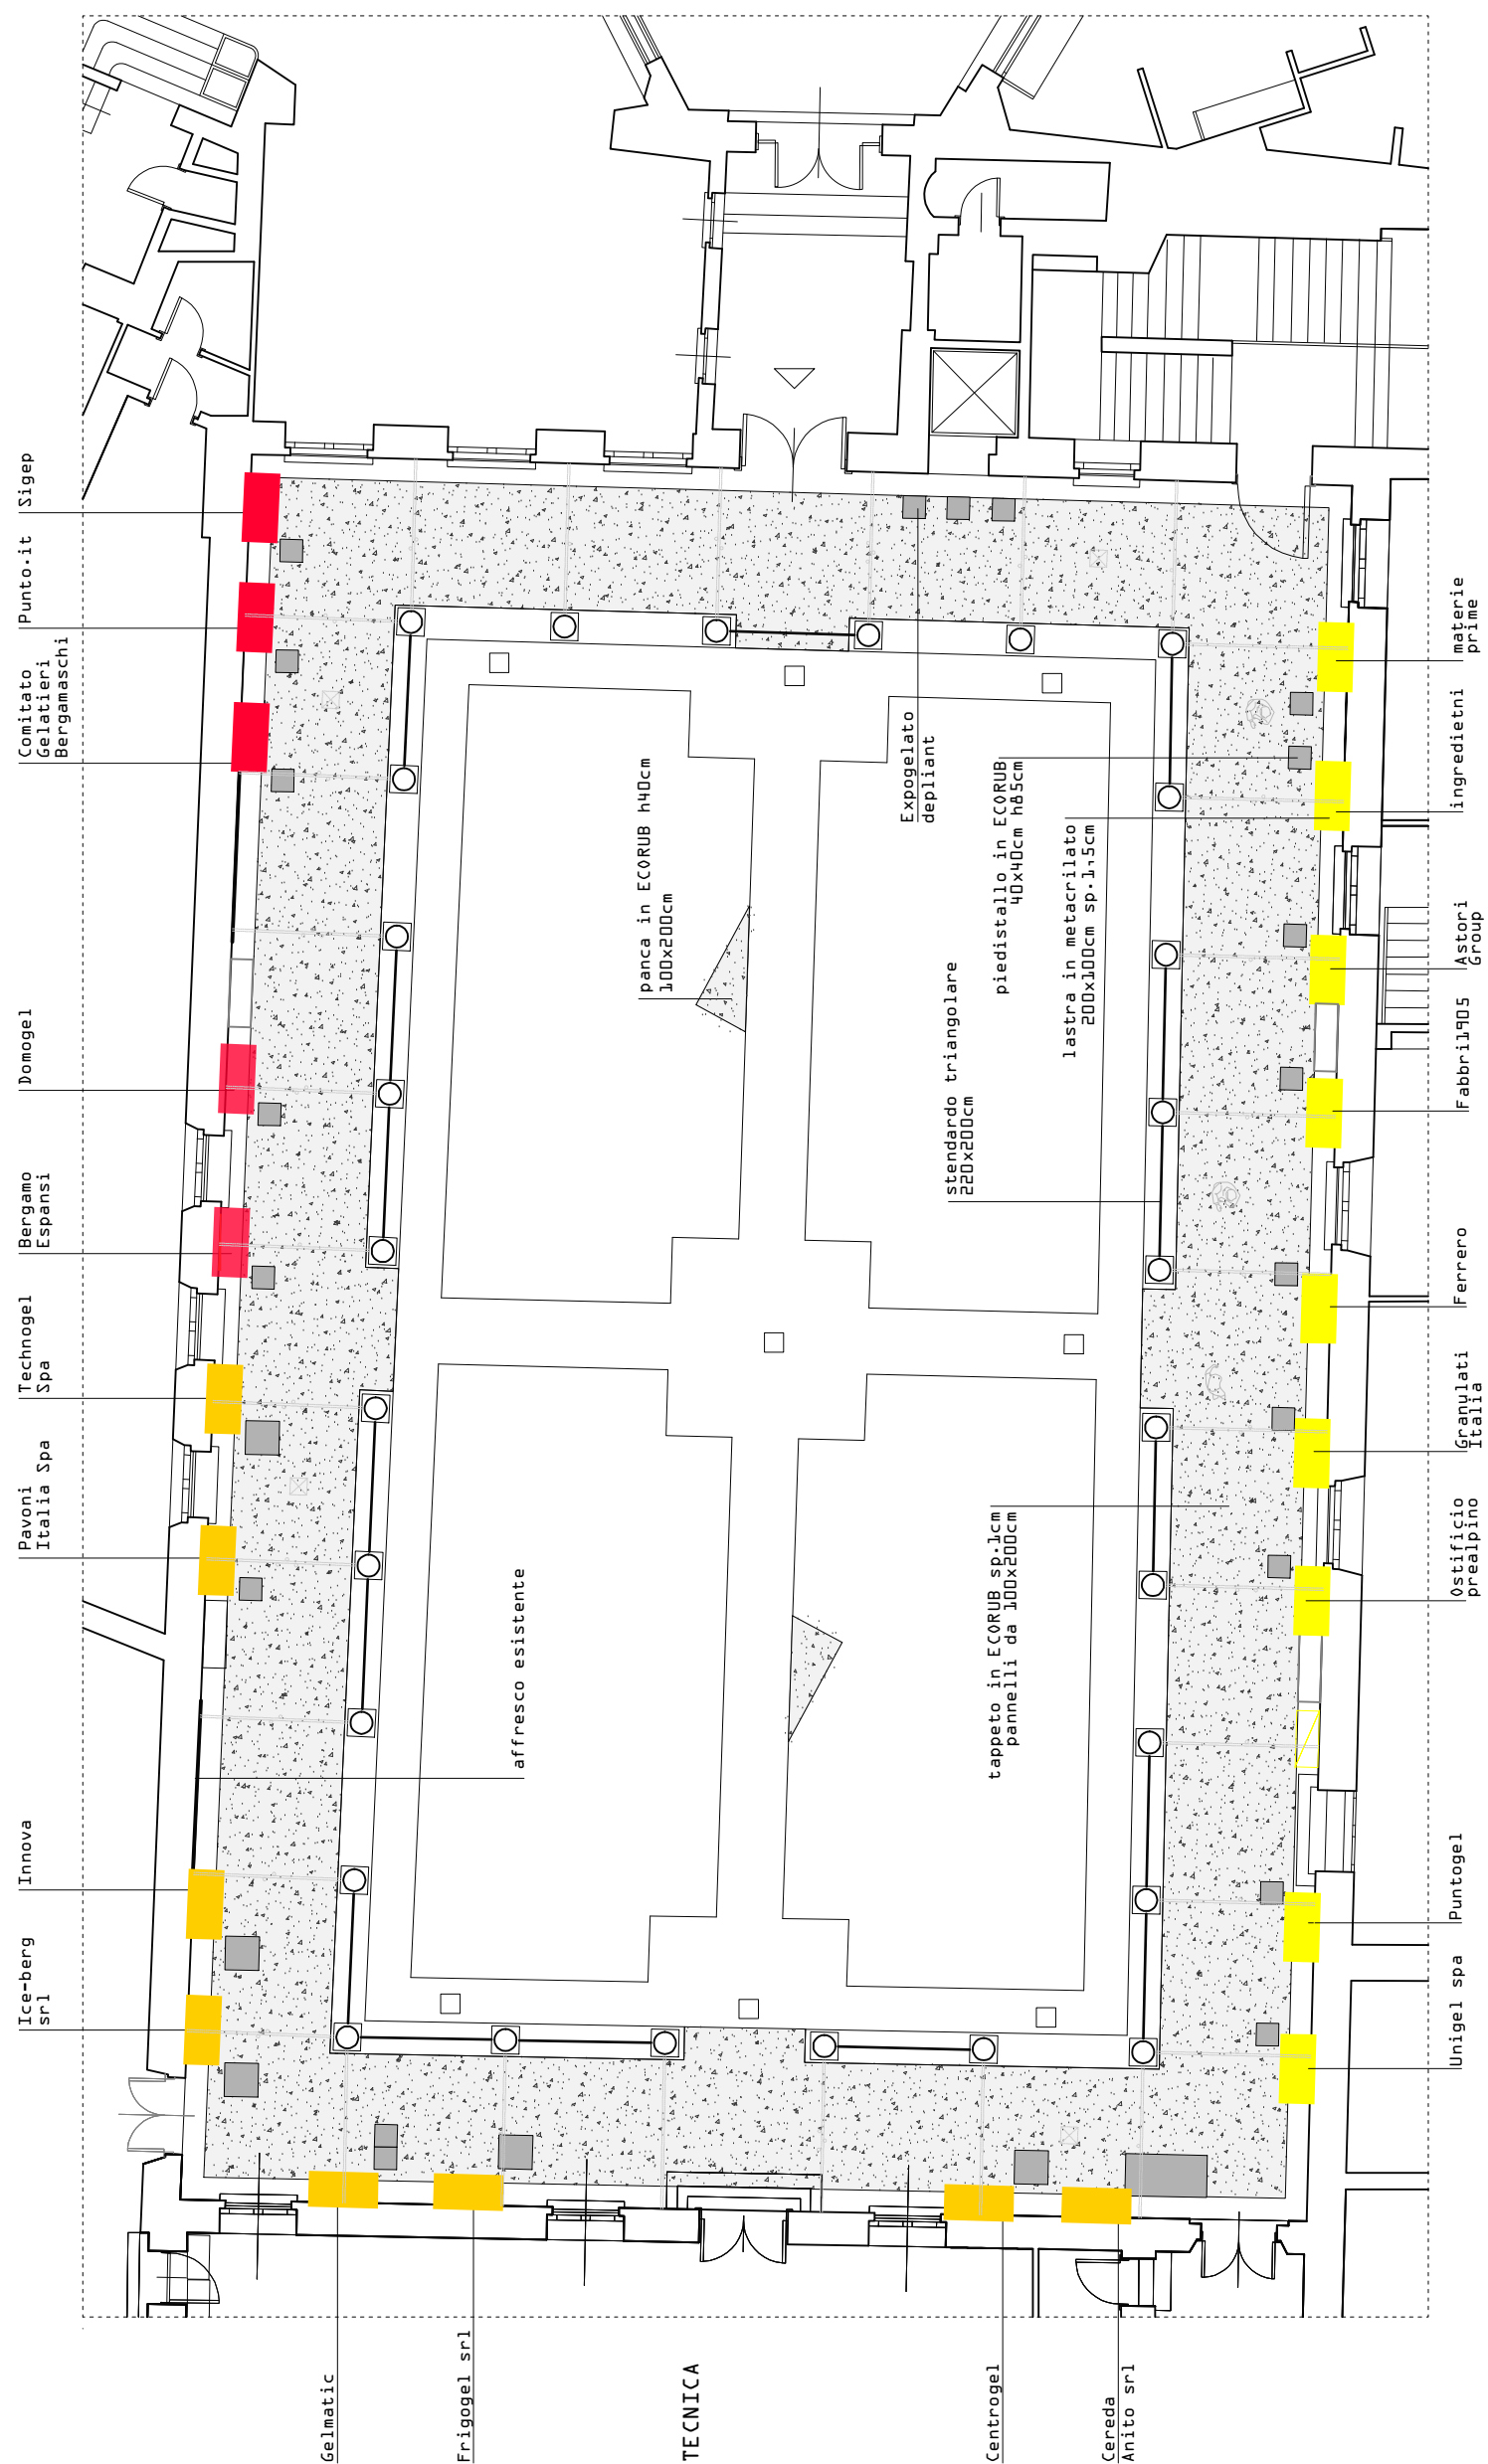 Sigep
Punto.it
Comitato
Gelatieri
Bergamaschi
Domogel
Bergamo
Espansi
Technogel
Spa
Pavoni
Italia Spa
Innova
Ice-berg
srl
Gelmatic
Frigogel srl
TECNICA
Centrogel
Cereda
Anito srl
affresco esistente
panca in ECORUB h40cm
100x200cm
Expogelato
depliant
stendardo triangolare
220x200cm
piedistallo in ECORUB
40x40cm h85cm
lastra in metacrilato
200x100cm sp.1,5cm
tappeto in ECORUB sp.1cm
pannelli da 100x200cm
materie
prime
ingredietni
Astori
Group
Fabbri1905
Ferrero
Granulati
Italia
Ostificio
prealpino
Puntogel
Unigel spa